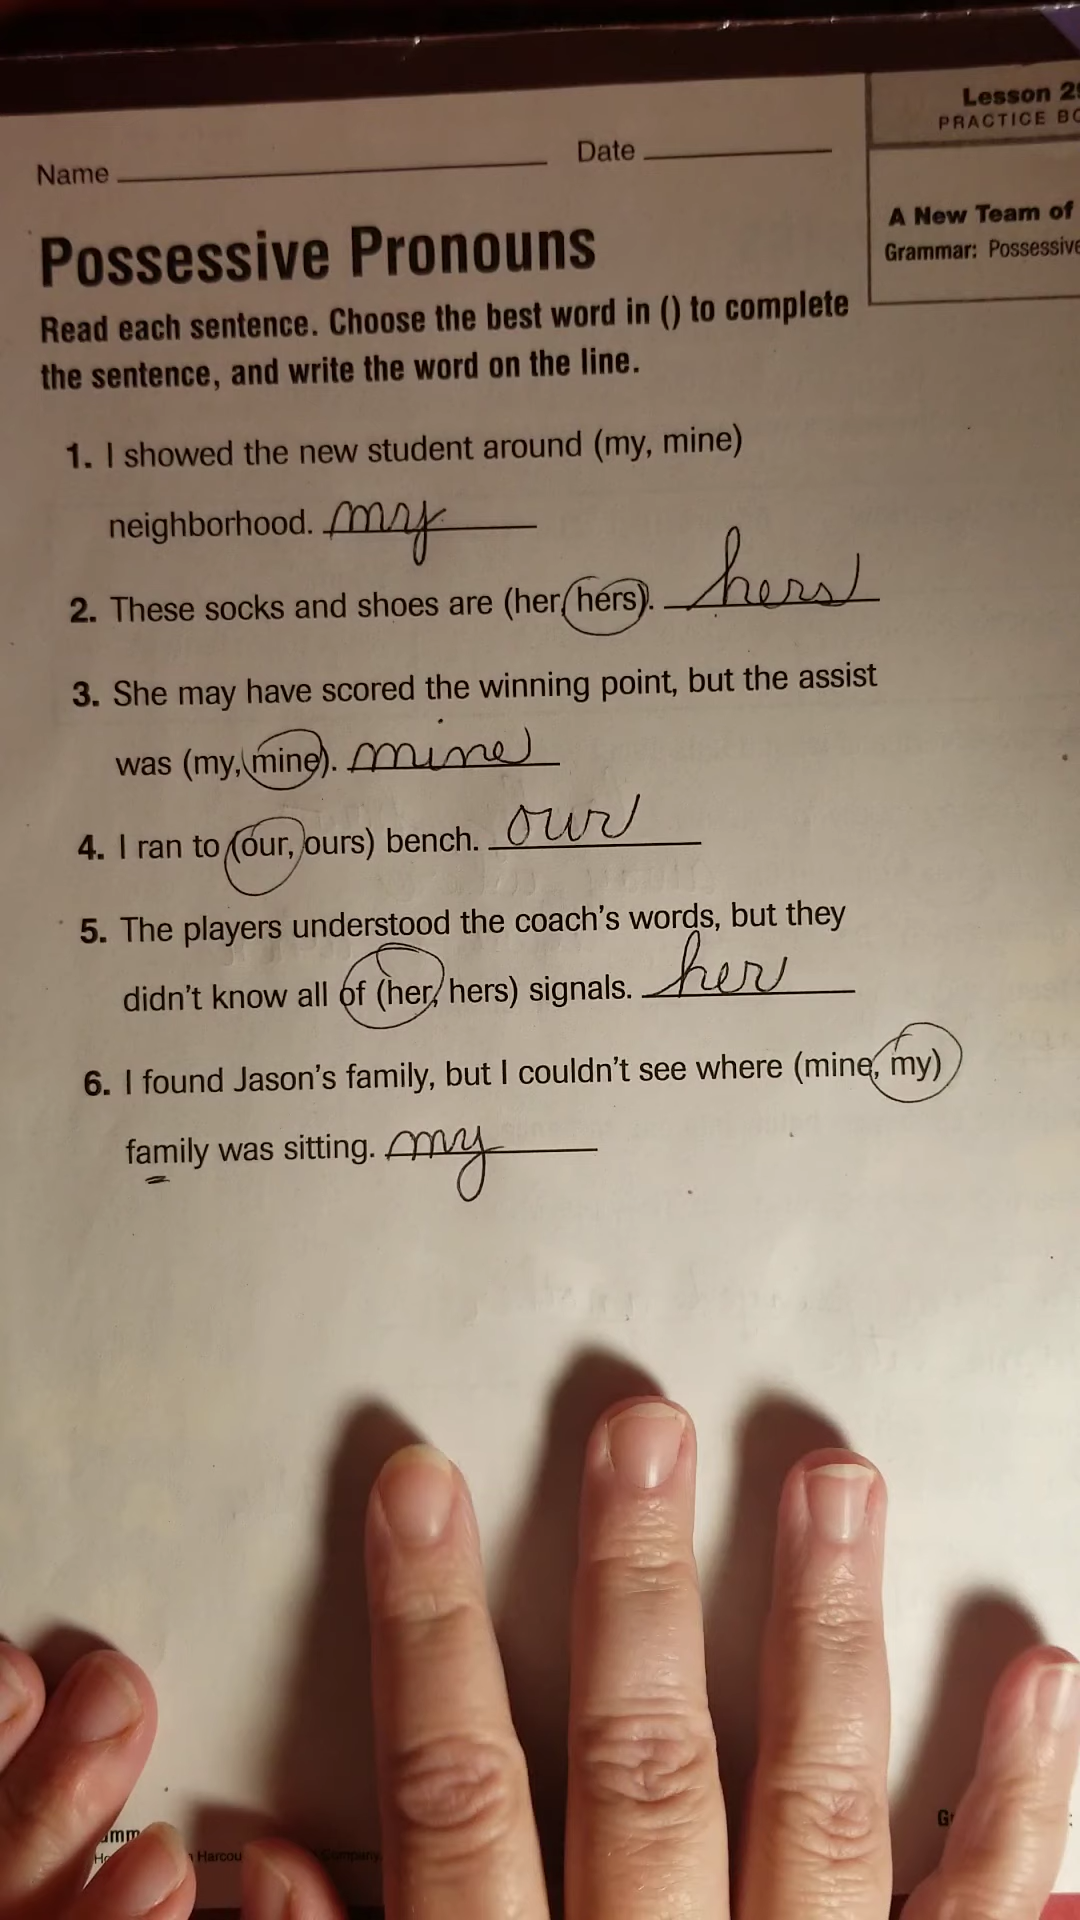 Lesson 2
PRACTICE
Name Date
A New Team of
Grammar: Possessive
Possessive Pronouns
Read each sentence. Choose the best word in () to complete
the sentence, and write the word on the line.
1. I showed the new student around (my, mine)
neighborhood. my
2. These socks and shoes are (her, hers). hers
3. She may have scored the winning point, but the assist
was (my, mine). mine
4. I ran to (our, ours) bench. our
5. The players understood the coach's words, but they
didn't know all of (her, hers) signals. her
6. I found Jason's family, but I couldn't see where (mine, my)
family was sitting. my
Harcou Company